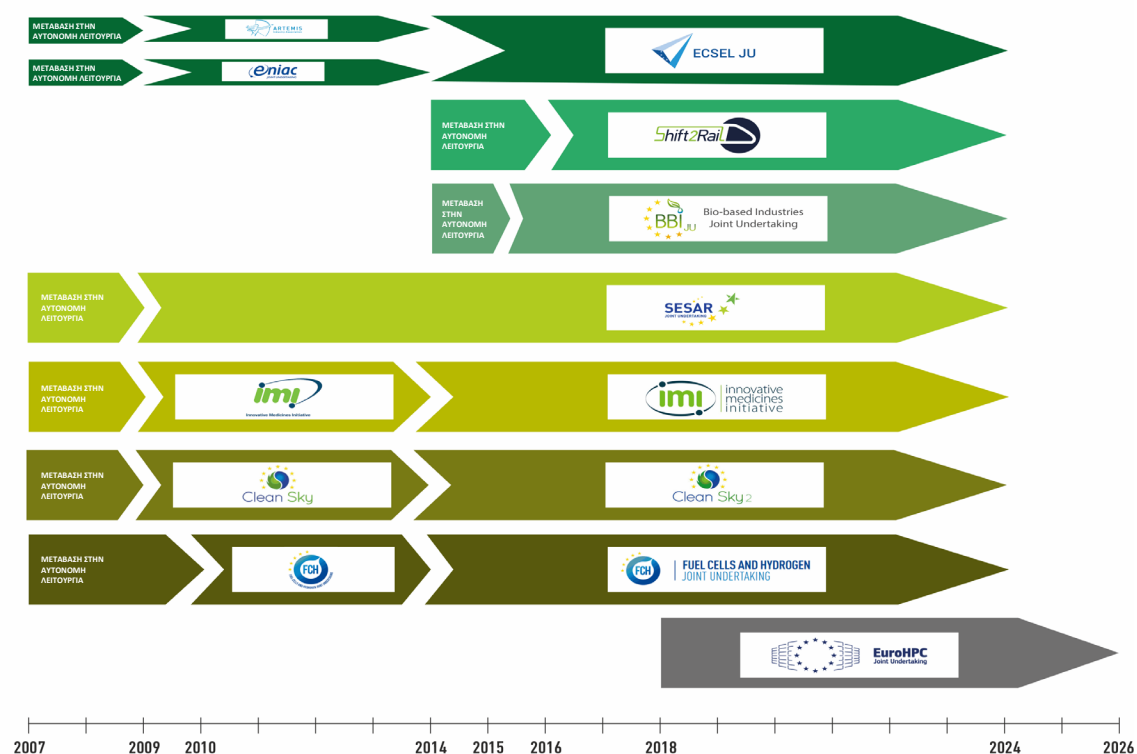 ΜΕΤΑΒΑΣΗ ΣΤΗΝ
ΑΥΤΟΝΟΜΗ ΛΕΙΤΟΥΡΓΙΑ
ARTEMIS
ECSEL JU
ΜΕΤΑΒΑΣΗ ΣΤΗΝ
ΑΥΤΟΝΟΜΗ ΛΕΙΤΟΥΡΓΙΑ
eniac
ΜΕΤΑΒΑΣΗ ΣΤΗΝ
ΑΥΤΟΝΟΜΗ
ΛΕΙΤΟΥΡΓΙΑ
Shift2Rail
ΜΕΤΑΒΑΣΗ
ΣΤΗΝ
ΑΥΤΟΝΟΜΗ
ΛΕΙΤΟΥΡΓΙΑ
BBI JU
Bio-based Industries
Joint Undertaking
ΜΕΤΑΒΑΣΗ ΣΤΗΝ
ΑΥΤΟΝΟΜΗ
ΛΕΙΤΟΥΡΓΙΑ
SESAR
JOINT UNDERTAKING
ΜΕΤΑΒΑΣΗ ΣΤΗΝ
ΑΥΤΟΝΟΜΗ
ΛΕΙΤΟΥΡΓΙΑ
imi
Innovative Medicines Initiative
imi
innovative
medicines
initiative
ΜΕΤΑΒΑΣΗ ΣΤΗΝ
ΑΥΤΟΝΟΜΗ
ΛΕΙΤΟΥΡΓΙΑ
Clean Sky
Clean Sky2
ΜΕΤΑΒΑΣΗ ΣΤΗΝ
ΑΥΤΟΝΟΜΗ
ΛΕΙΤΟΥΡΓΙΑ
FCH
FCH
FUEL CELLS AND HYDROGEN
JOINT UNDERTAKING
EuroHPC
Joint Undertaking
2007 2009 2010 2014 2015 2016 2018 2024 2026